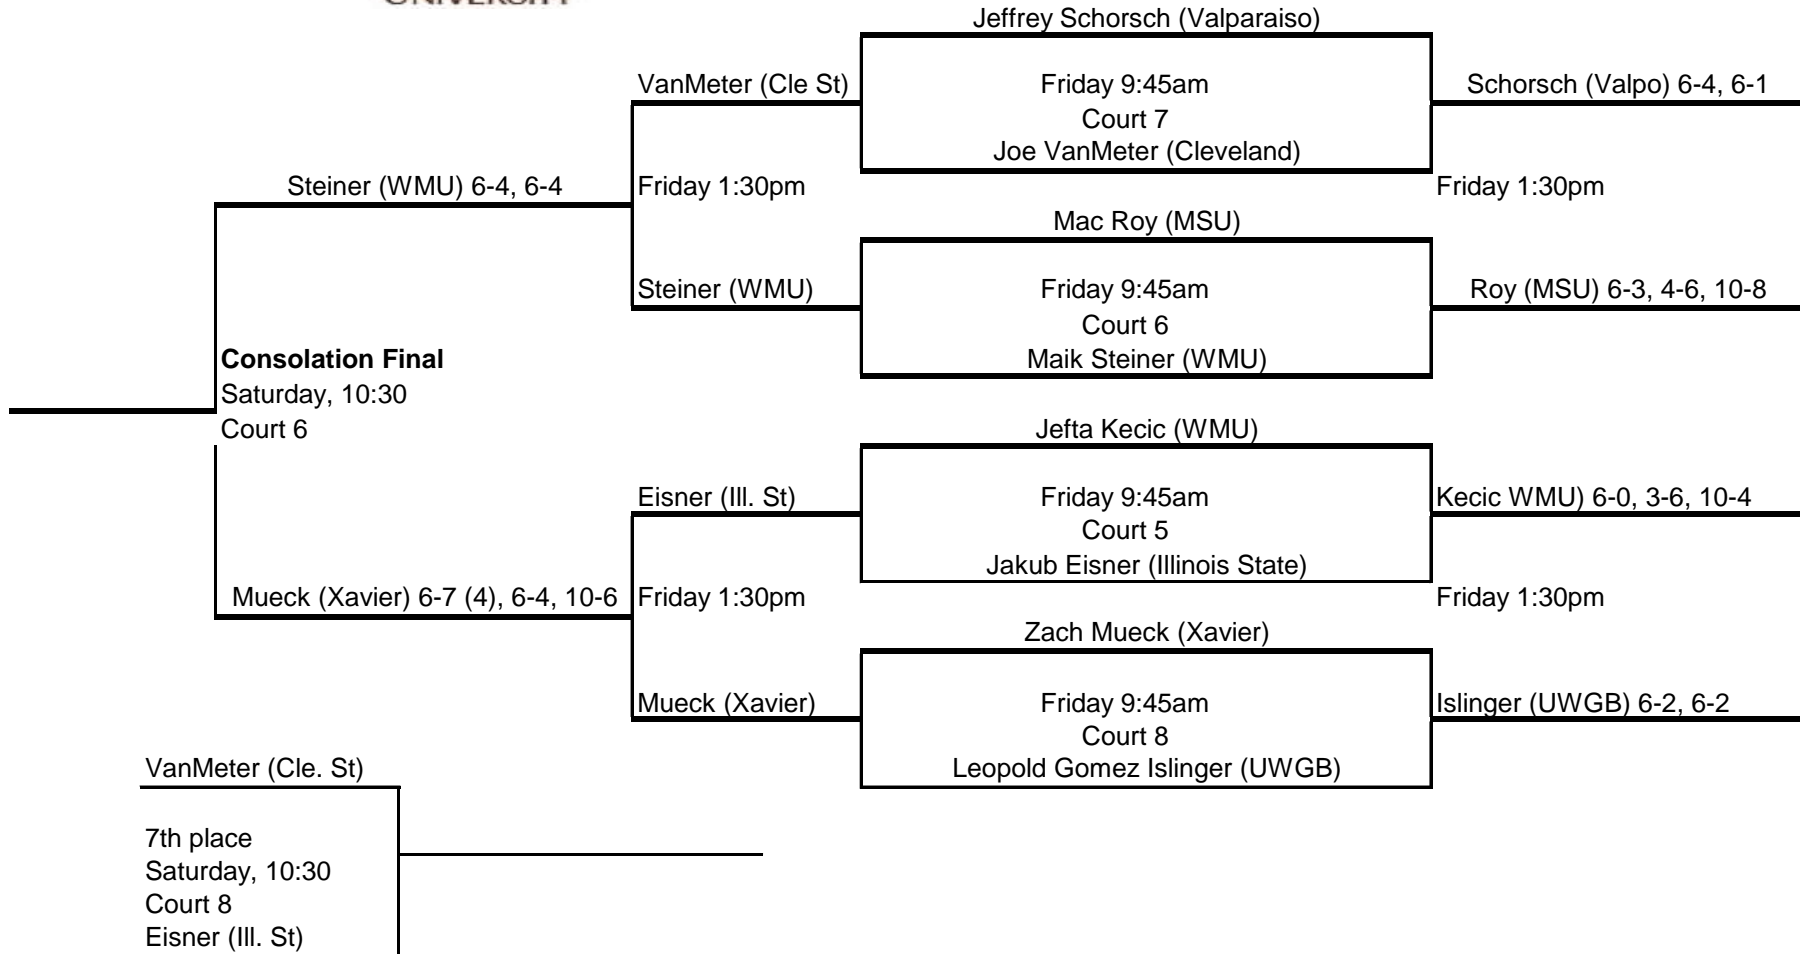 UNIVERSITY
Jeffrey Schorsch (Valparaiso)
VanMeter (Cle St)
Friday 9:45am
Schorsch (Valpo) 6-4, 6-1
Court 7
Joe VanMeter (Cleveland)
Steiner (WMU) 6-4, 6-4
Friday 1:30pm
Friday 1:30pm
Mac Roy (MSU)
Steiner (WMU)
Friday 9:45am
Roy (MSU) 6-3, 4-6, 10-8
Court 6
Maik Steiner (WMU)
Consolation Final
Saturday, 10:30
Court 6
Jefta Kecic (WMU)
Eisner (Ill. St)
Friday 9:45am
Kecic WMU) 6-0, 3-6, 10-4
Court 5
Jakub Eisner (Illinois State)
Mueck (Xavier) 6-7 (4), 6-4, 10-6
Friday 1:30pm
Friday 1:30pm
Zach Mueck (Xavier)
Mueck (Xavier)
Friday 9:45am
Islinger (UWGB) 6-2, 6-2
Court 8
Leopold Gomez Islinger (UWGB)
VanMeter (Cle. St)
7th place
Saturday, 10:30
Court 8
Eisner (Ill. St)